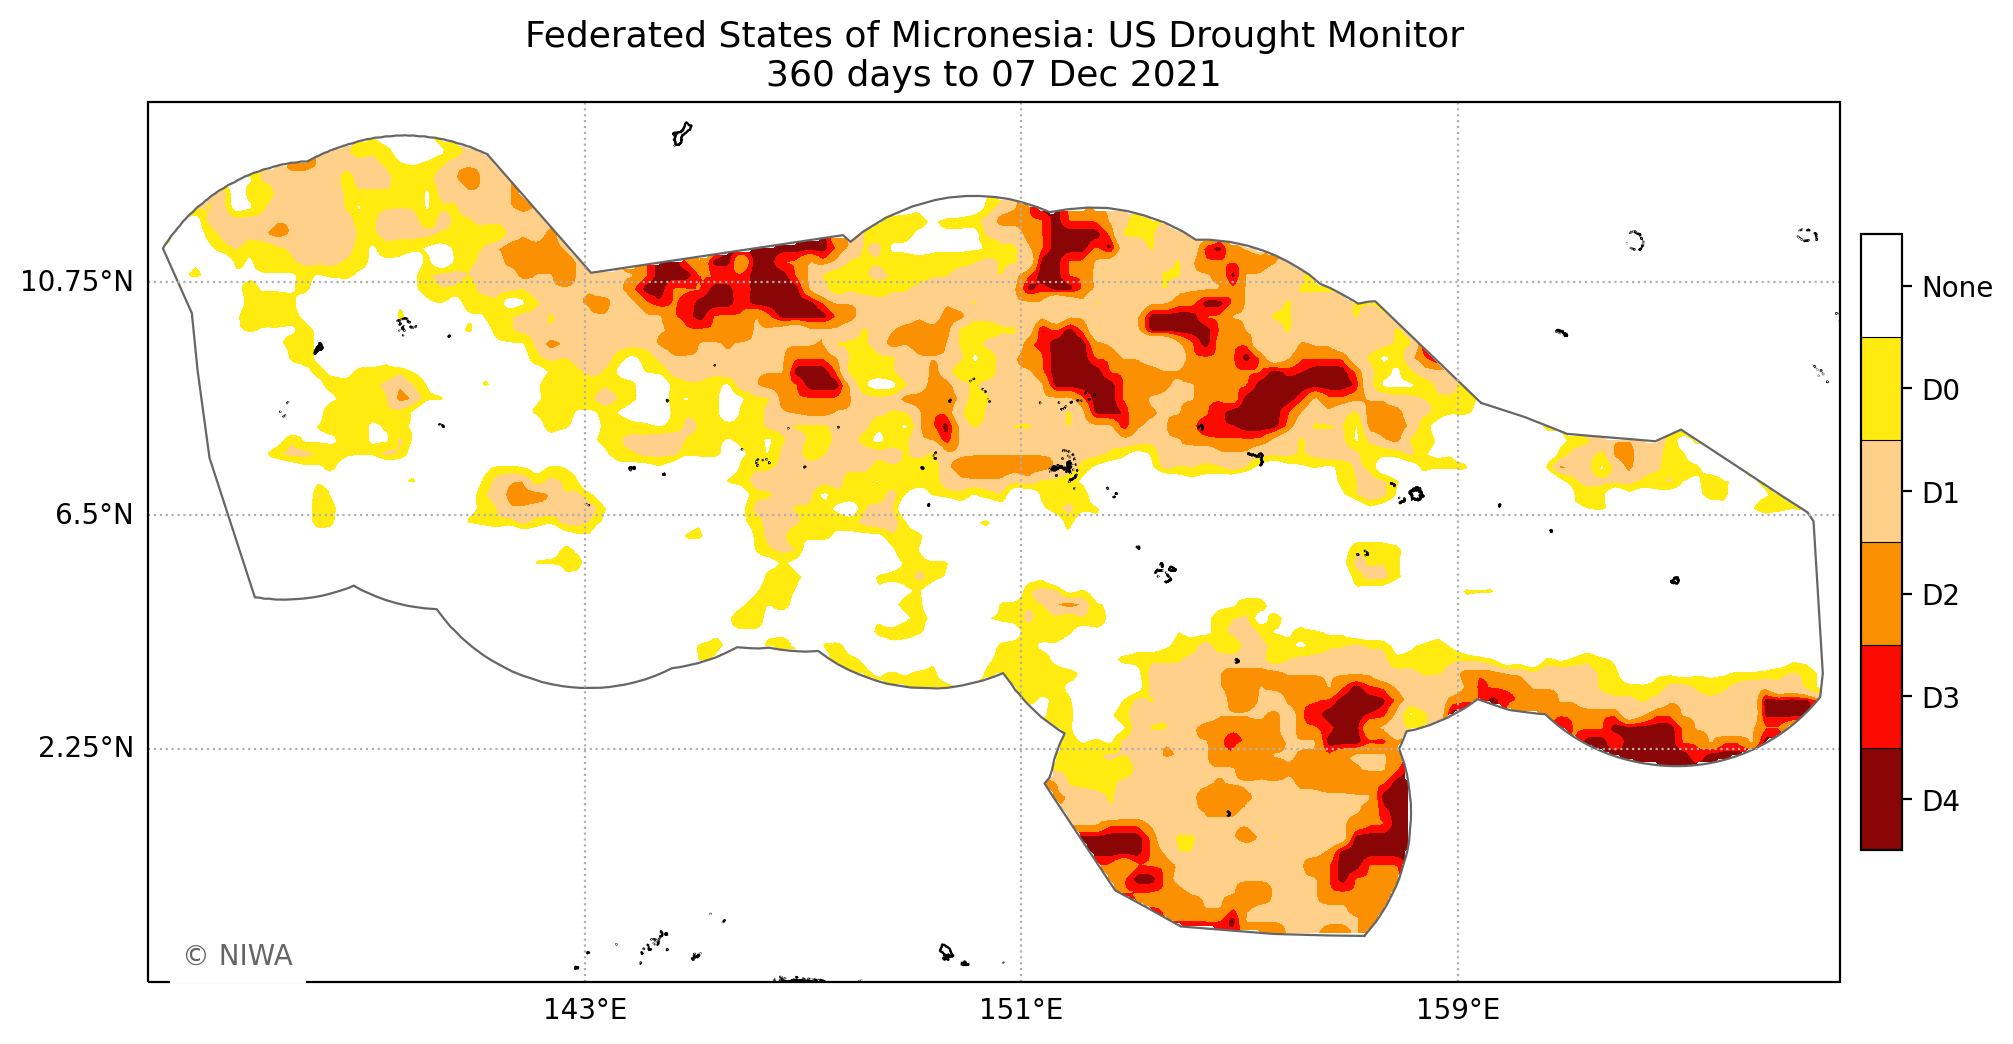 Federated States of Micronesia: US Drought Monitor
360 days to 07 Dec 2021
10.75°N
6.5°N
2.25°N
143°E
151°E
159°E
None
D0
D1
D2
D3
D4
© NIWA